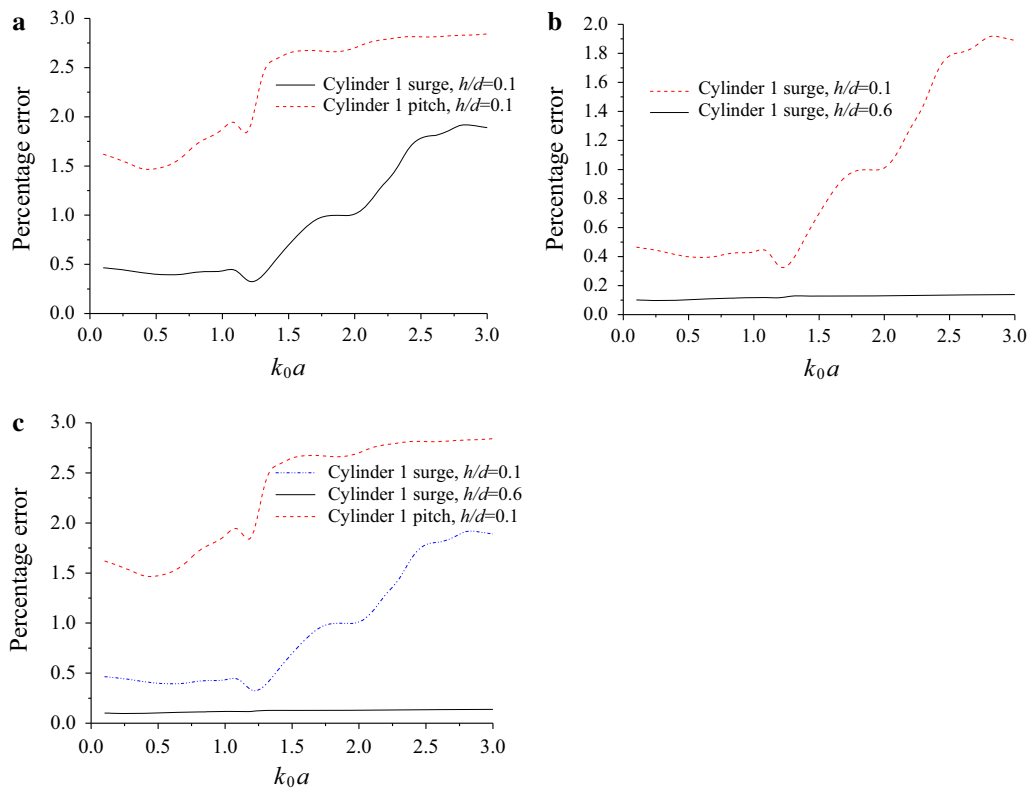 a
3.0
2.5
2.0
1.5
1.0
0.5
0.0
Percentage error
Cylinder 1 surge, h/d=0.1
Cylinder 1 pitch, h/d=0.1
0.0 0.5 1.0 1.5 2.0 2.5 3.0
k₀a
b
2.0
1.8
1.6
1.4
1.2
1.0
0.8
0.6
0.4
0.2
0.0
Percentage error
Cylinder 1 surge, h/d=0.1
Cylinder 1 surge, h/d=0.6
0.0 0.5 1.0 1.5 2.0 2.5 3.0
k₀a
c
3.0
2.5
2.0
1.5
1.0
0.5
0.0
Percentage error
Cylinder 1 surge, h/d=0.1
Cylinder 1 surge, h/d=0.6
Cylinder 1 pitch, h/d=0.1
0.0 0.5 1.0 1.5 2.0 2.5 3.0
k₀a